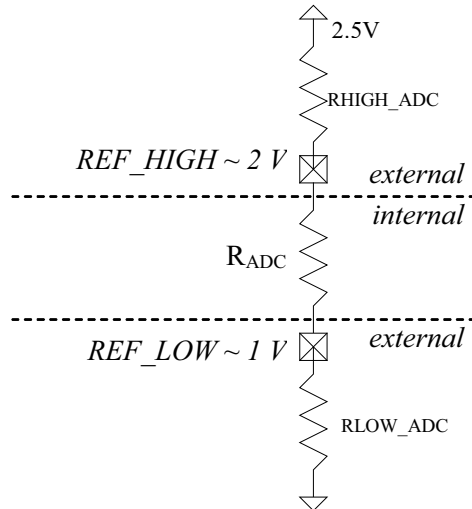 2.5V
RHIGH_ADC
REF_HIGH ~ 2 V
external
internal
RADC
external
REF_LOW ~ 1 V
RLOW_ADC